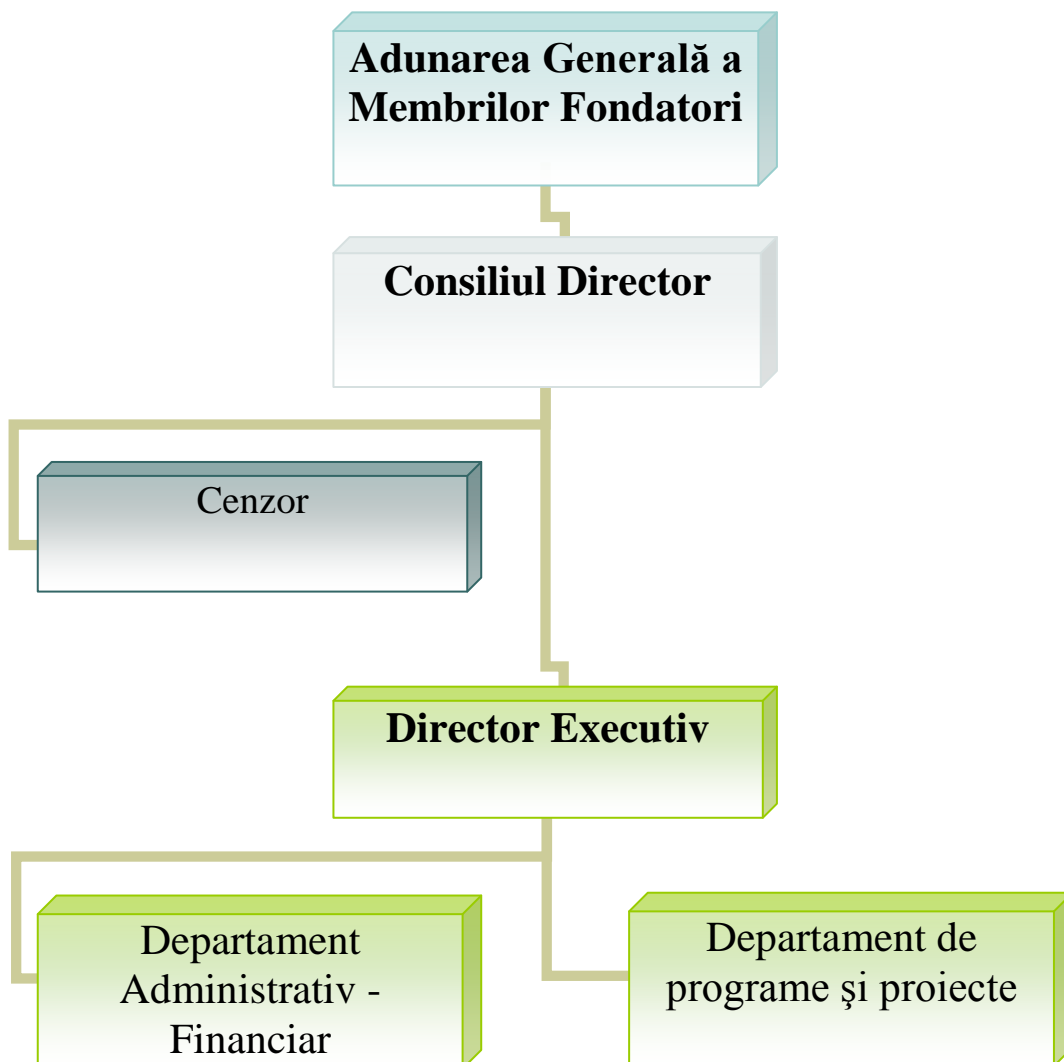 Adunarea Generală a
Membrilor Fondatori
Consiliul Director
Cenzor
Director Executiv
Departament
Administrativ -
Financiar
Departament de
programe şi proiecte